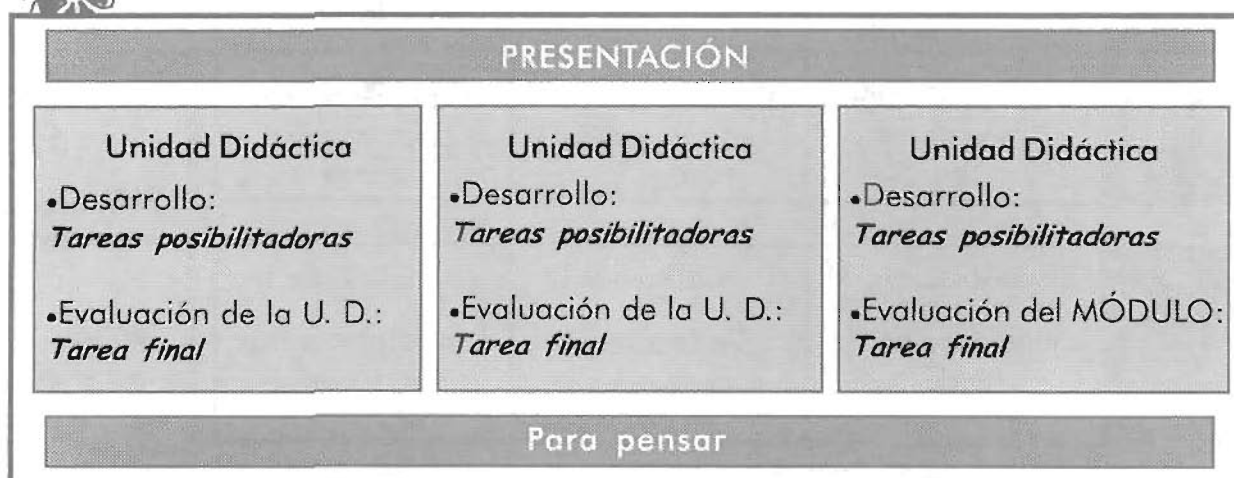 PRESENTACIÓN
Unidad Didáctica
•Desarrollo:
Tareas posibilitadoras
•Evaluación de la U. D.:
Tarea final
Unidad Didáctica
•Desarrollo:
Tareas posibilitadoras
•Evaluación de la U. D.:
Tarea final
Unidad Didáctica
•Desarrollo:
Tareas posibilitadoras
•Evaluación del MÓDULO:
Tarea final
Para pensar